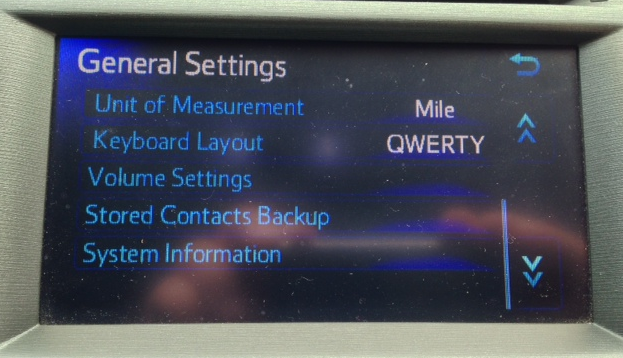 General Settings
Unit of Measurement Mile
Keyboard Layout QWERTY
Volume Settings
Stored Contacts Backup
System Information